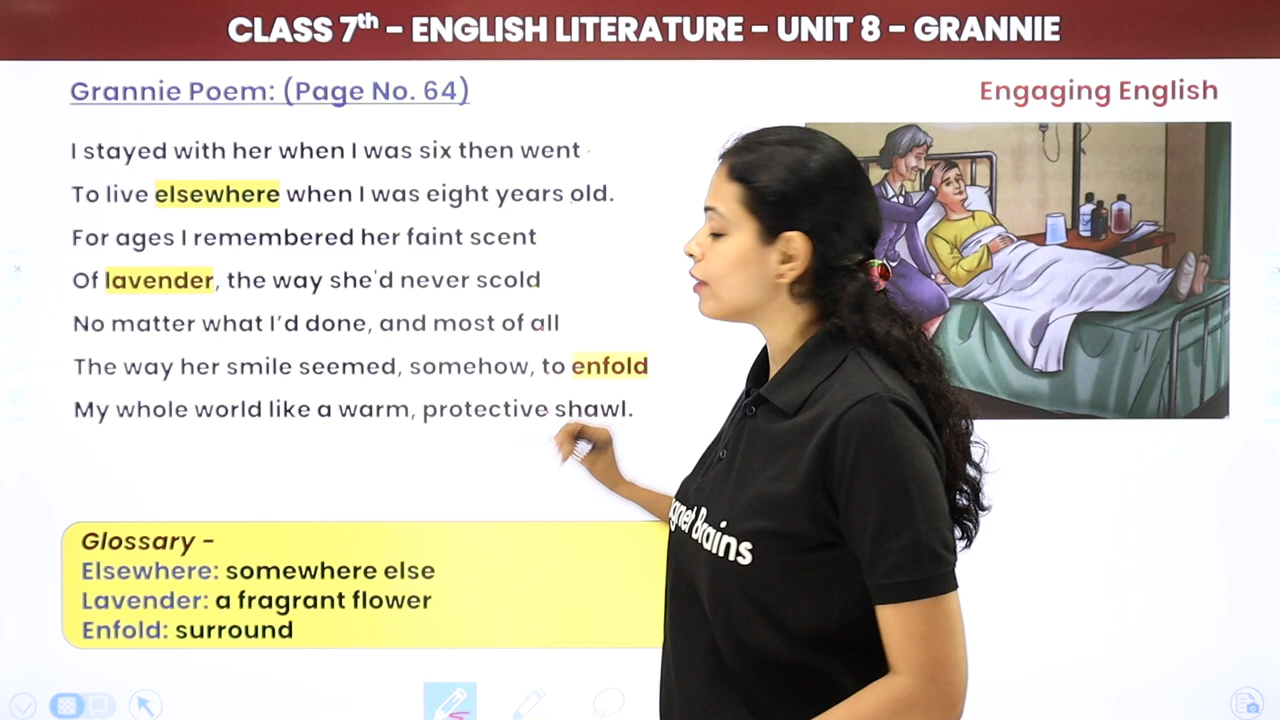 CLASS 7th - ENGLISH LITERATURE - UNIT 8 - GRANNIE
Grannie Poem: (Page No. 64)
Engaging English
I stayed with her when I was six then went
To live elsewhere when I was eight years old.
For ages I remembered her faint scent
Of lavender, the way she'd never scold
No matter what I'd done, and most of all
The way her smile seemed, somehow, to enfold
My whole world like a warm, protective shawl.
Glossary -
Elsewhere: somewhere else
Lavender: a fragrant flower
Enfold: surround
Brains